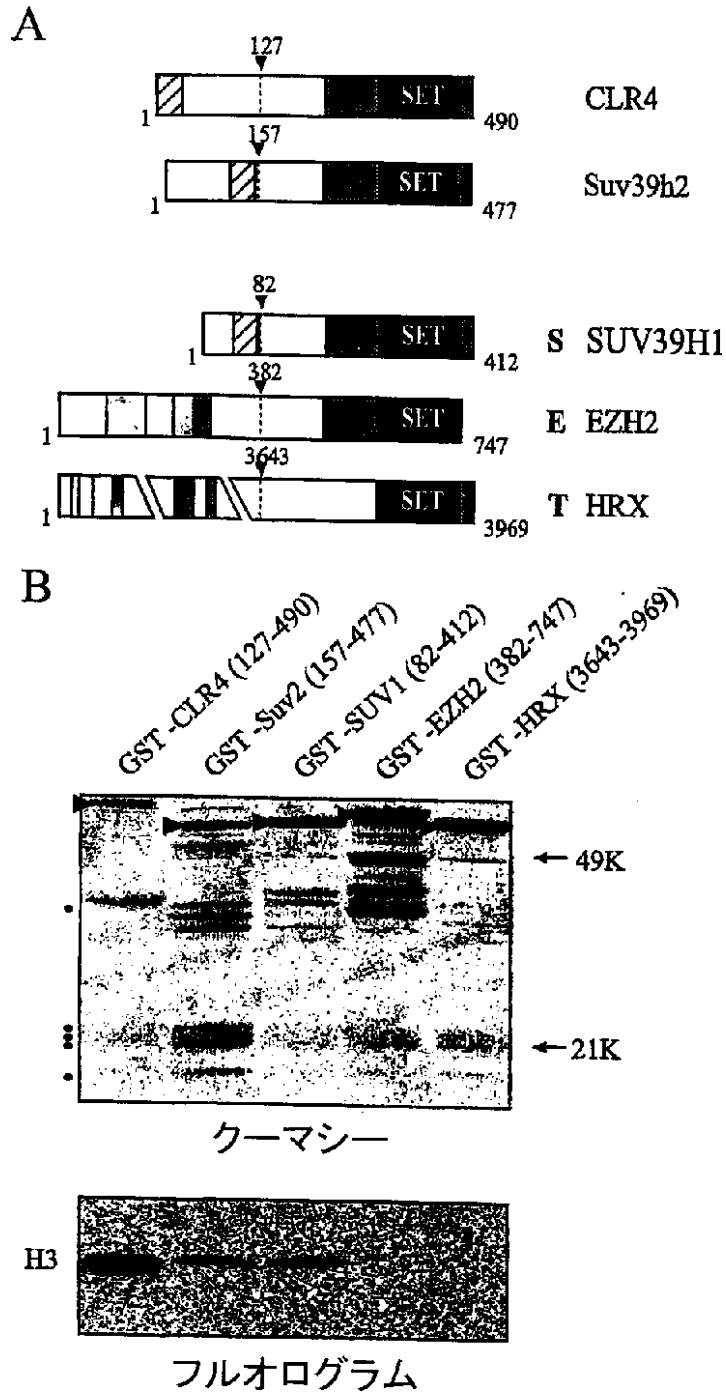 A
127
SET
1
490
CLR4
157
SET
1
477
Suv39h2
82
SET
1
412
S SUV39H1
382
SET
1
747
E EZH2
3643
SET
1
3969
T HRX
B
GST -CLR4 (127-490)
GST -Suv2 (157-477)
GST -SUV1 (82-412)
GST -EZH2 (382-747)
GST -HRX (3643-3969)
49K
21K
クーマシー
H3
フルオログラム